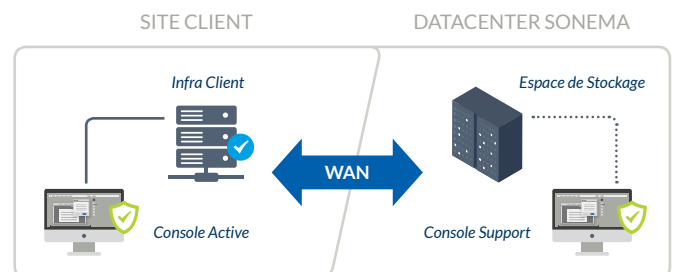 SITE CLIENT
DATACENTER SONEMA
Infra Client
Espace de Stockage
WAN
Console Active
Console Support